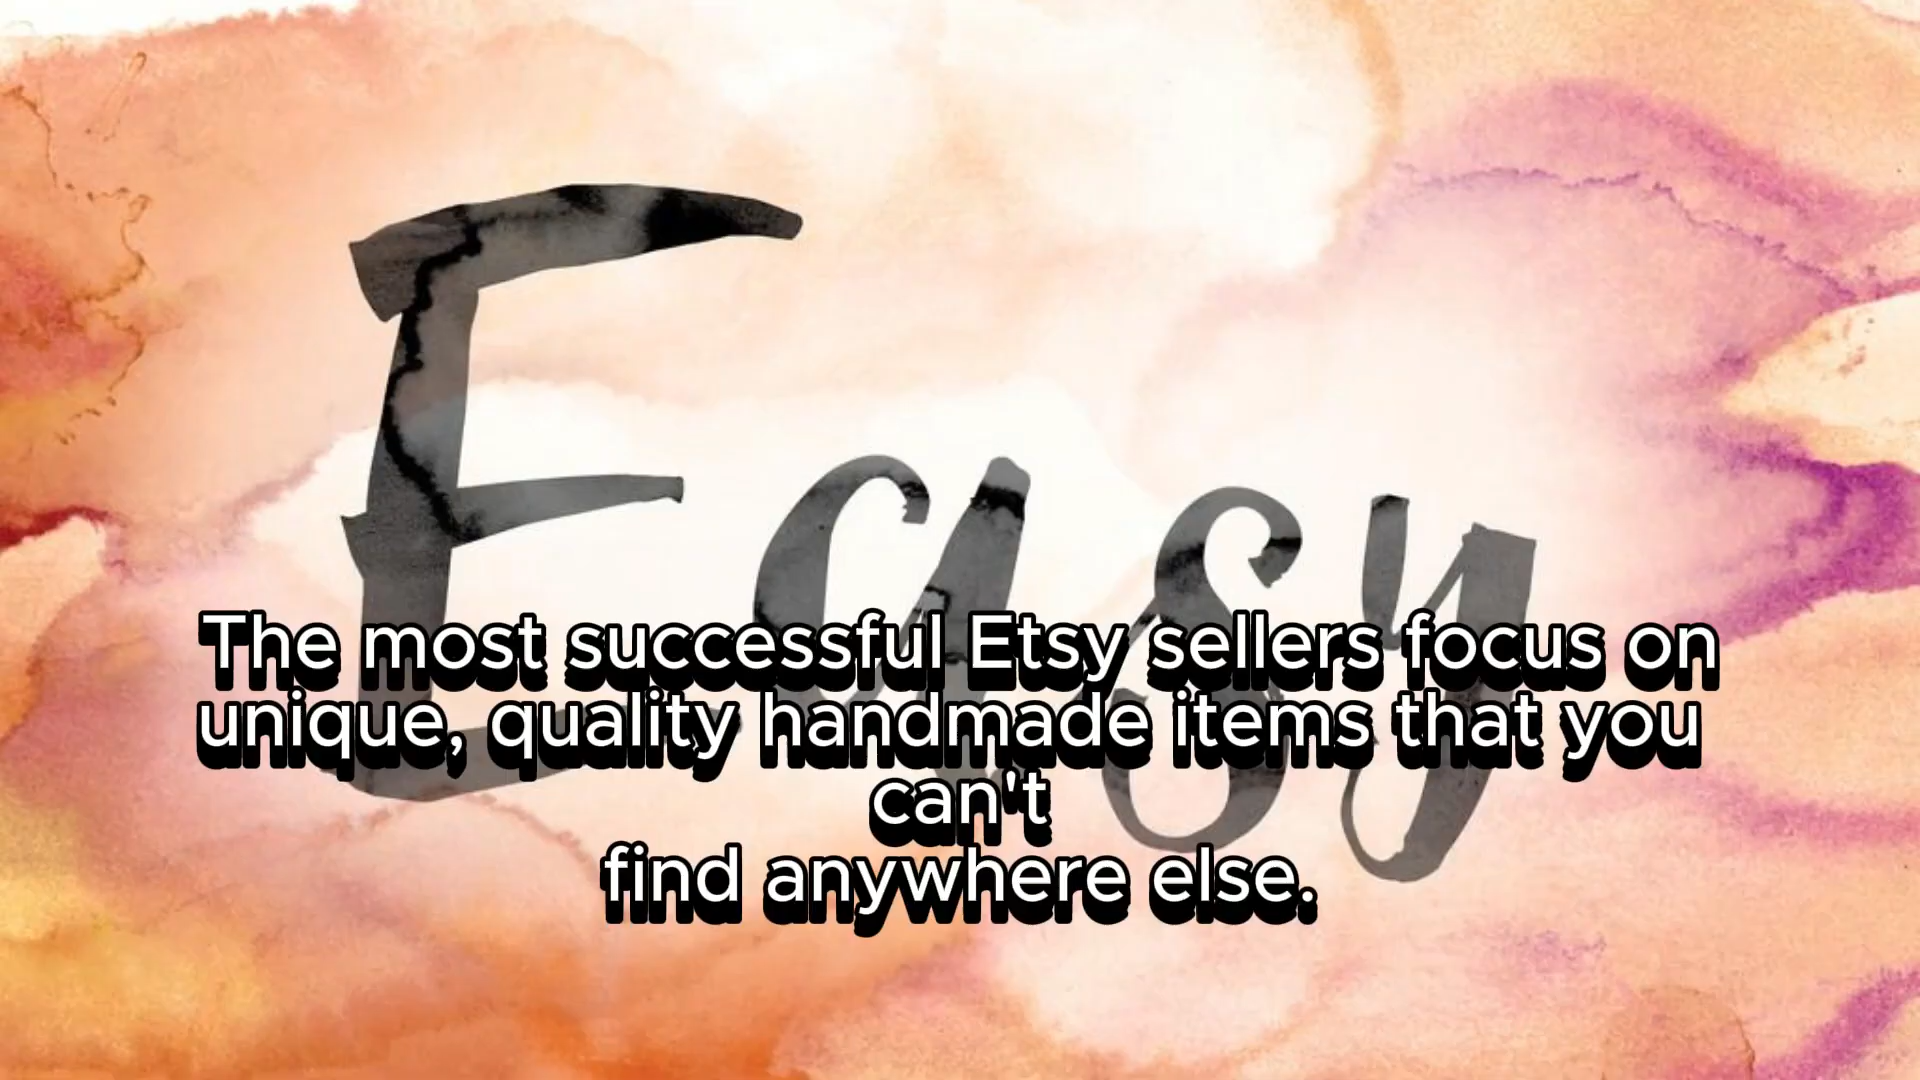 Easy
The most successful Etsy sellers focus on
unique, quality handmade items that you
can't
find anywhere else.